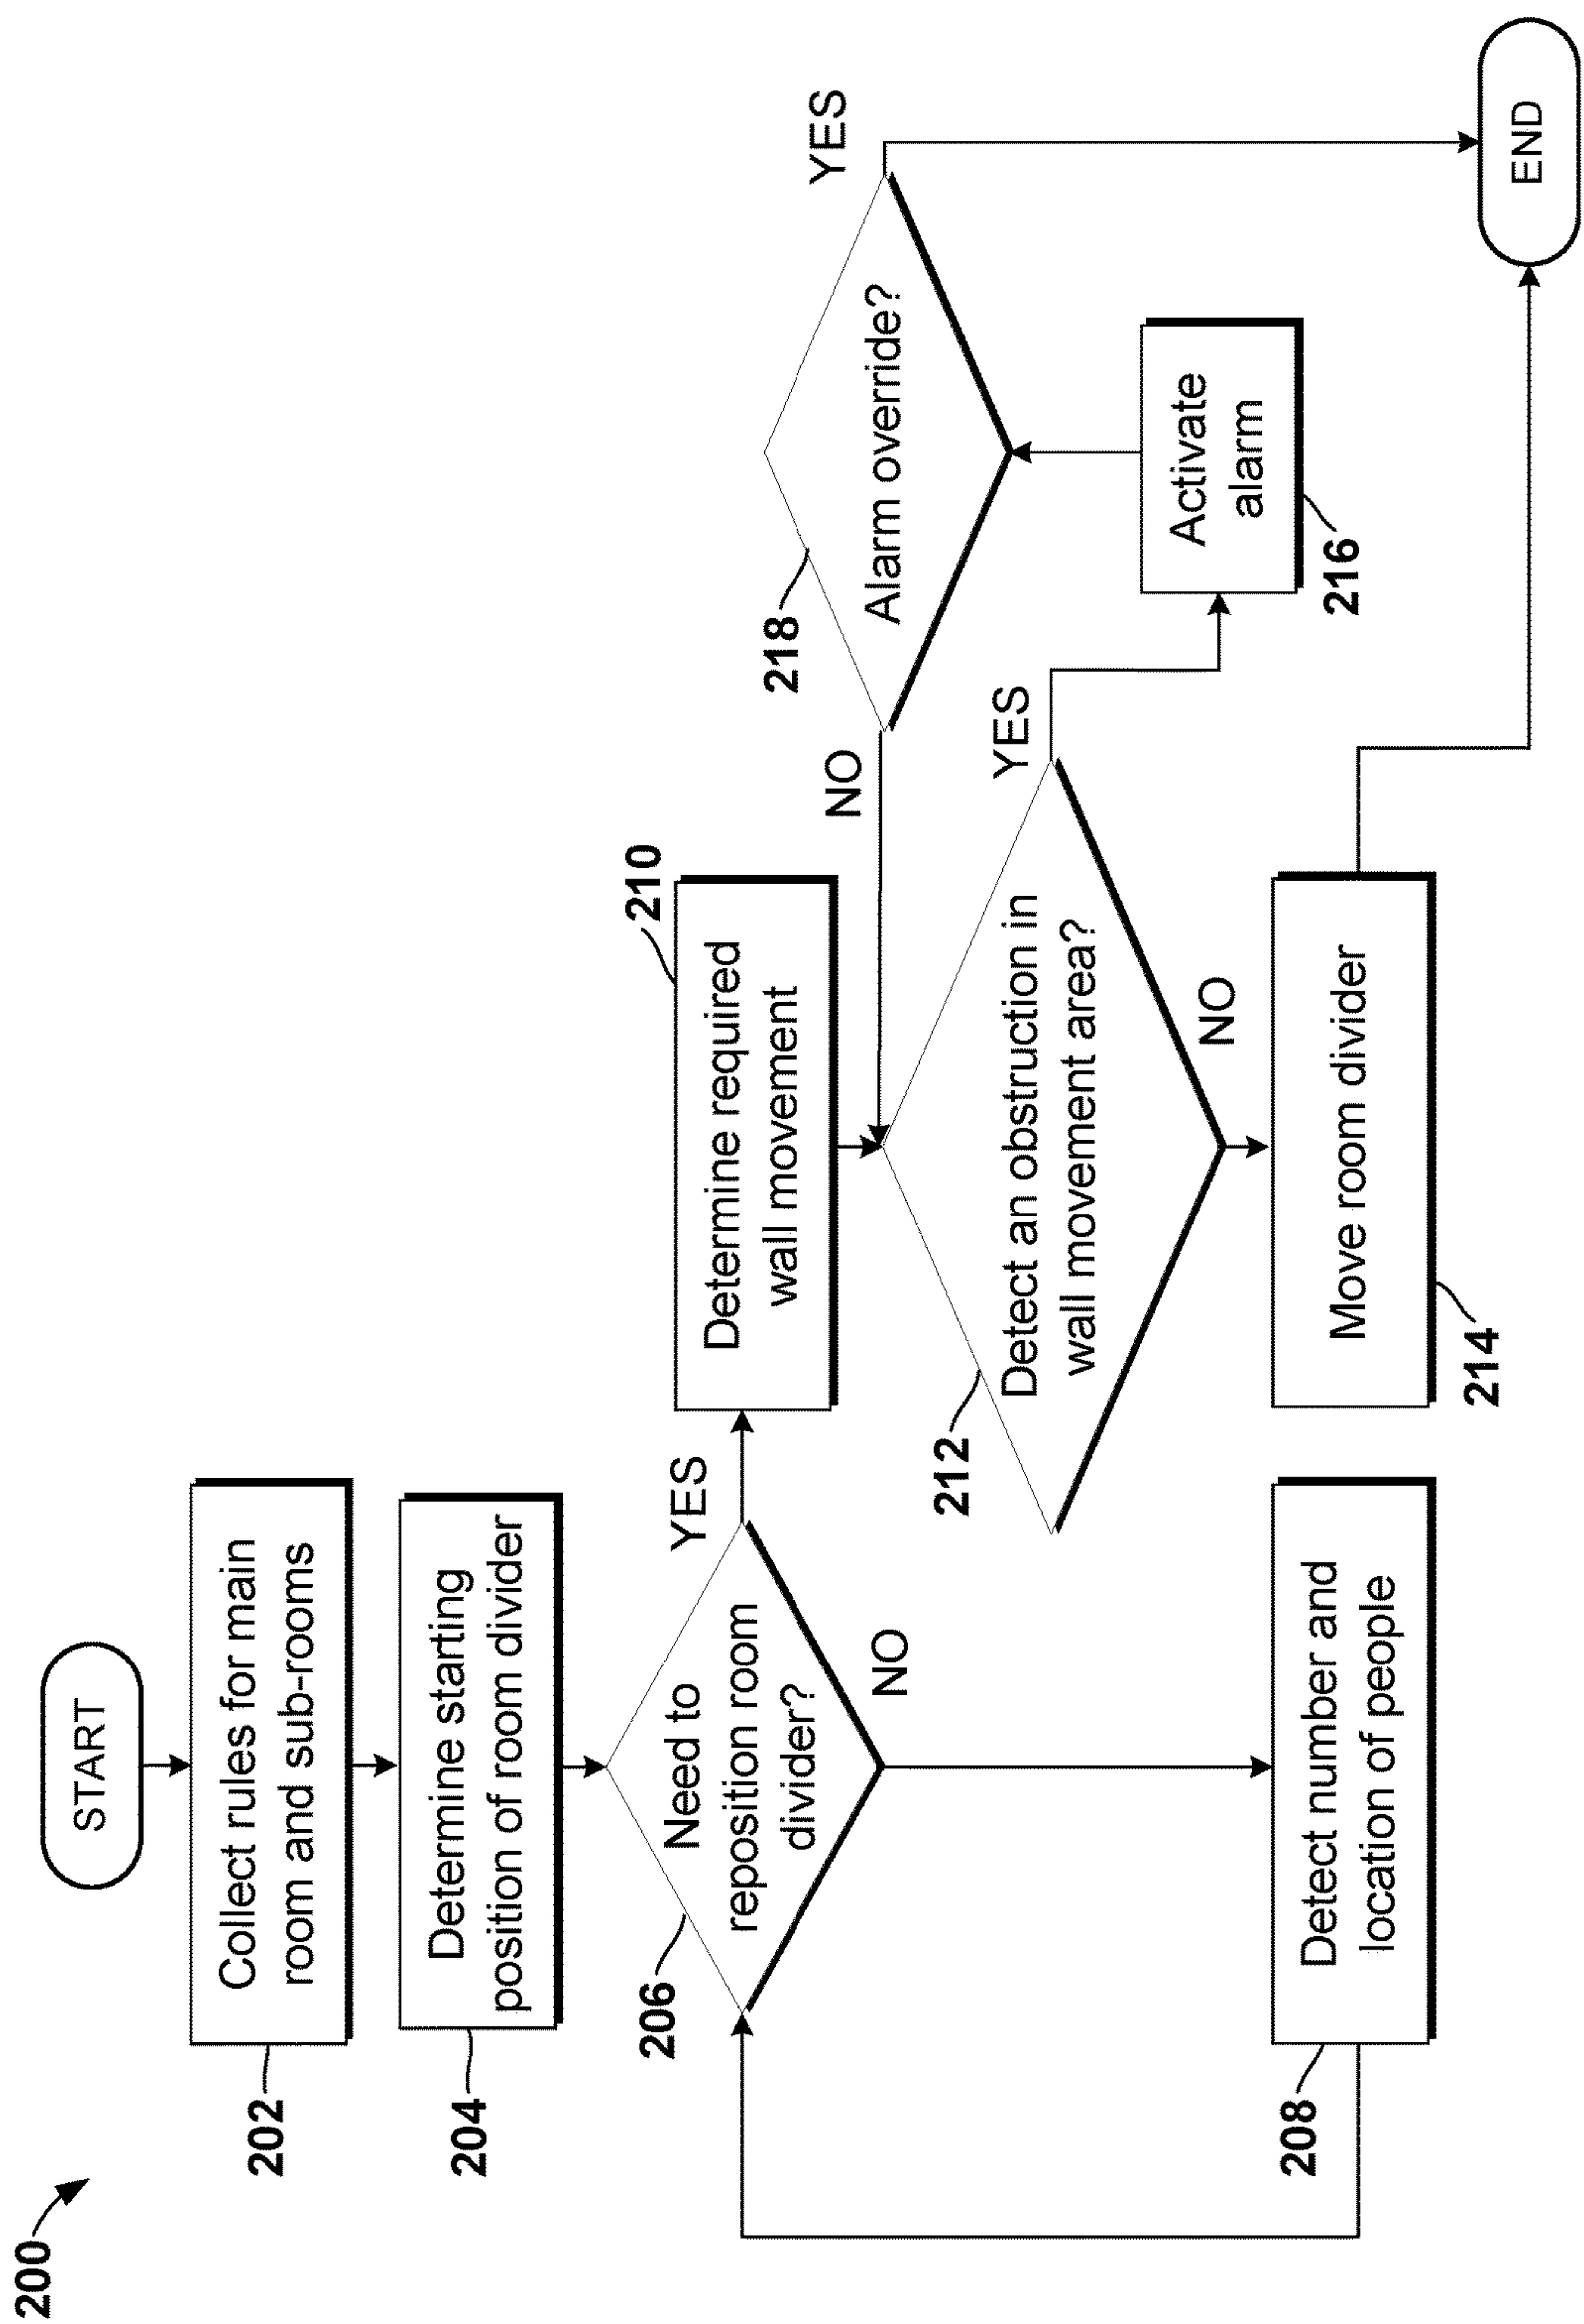 200
START
202
Collect rules for main
room and sub-rooms
204
Determine starting
position of room divider
206
Need to
reposition room
divider?
YES
NO
208
Detect number and
location of people
210
Determine required
wall movement
212
Detect an obstruction in
wall movement area?
YES
NO
214
Move room divider
216
Activate
alarm
218
Alarm override?
NO
YES
END